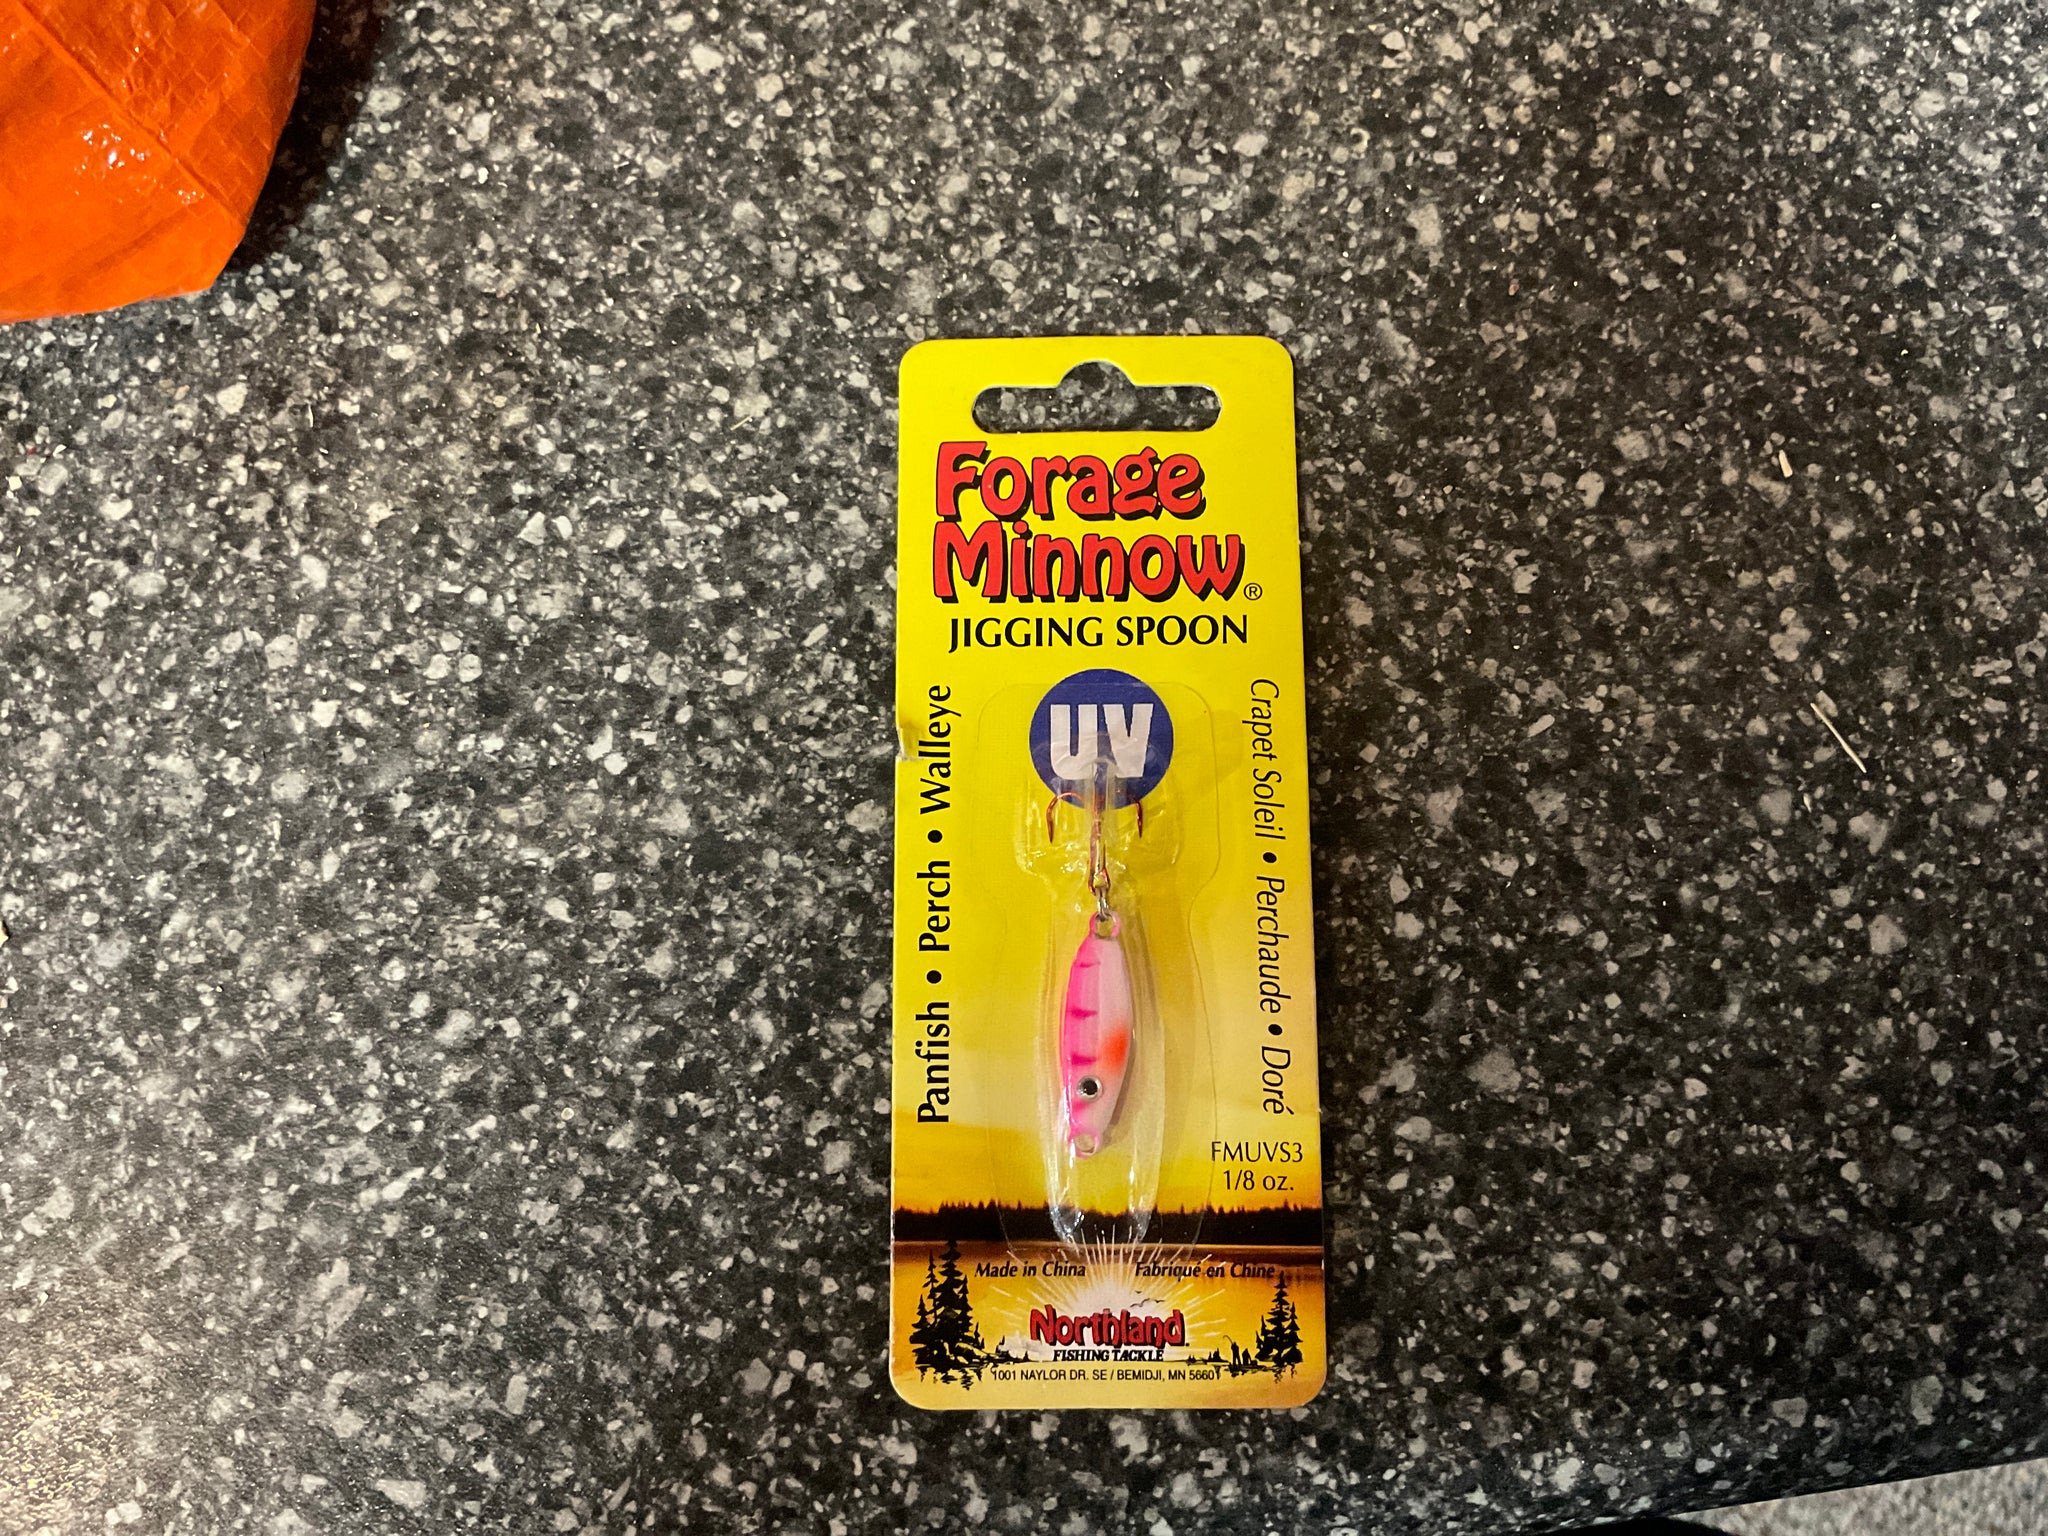 Forage
Minnow®
JIGGING SPOON
UV
Panfish • Perch • Walleye
Crapet Soleil • Perchaude • Doré
FMUVS3
1/8 oz.
Made in China
Fabriqué en Chine
Northland
FISHING TACKLE
1001 NAYLOR DR. SE / BEMIDJI, MN 56601